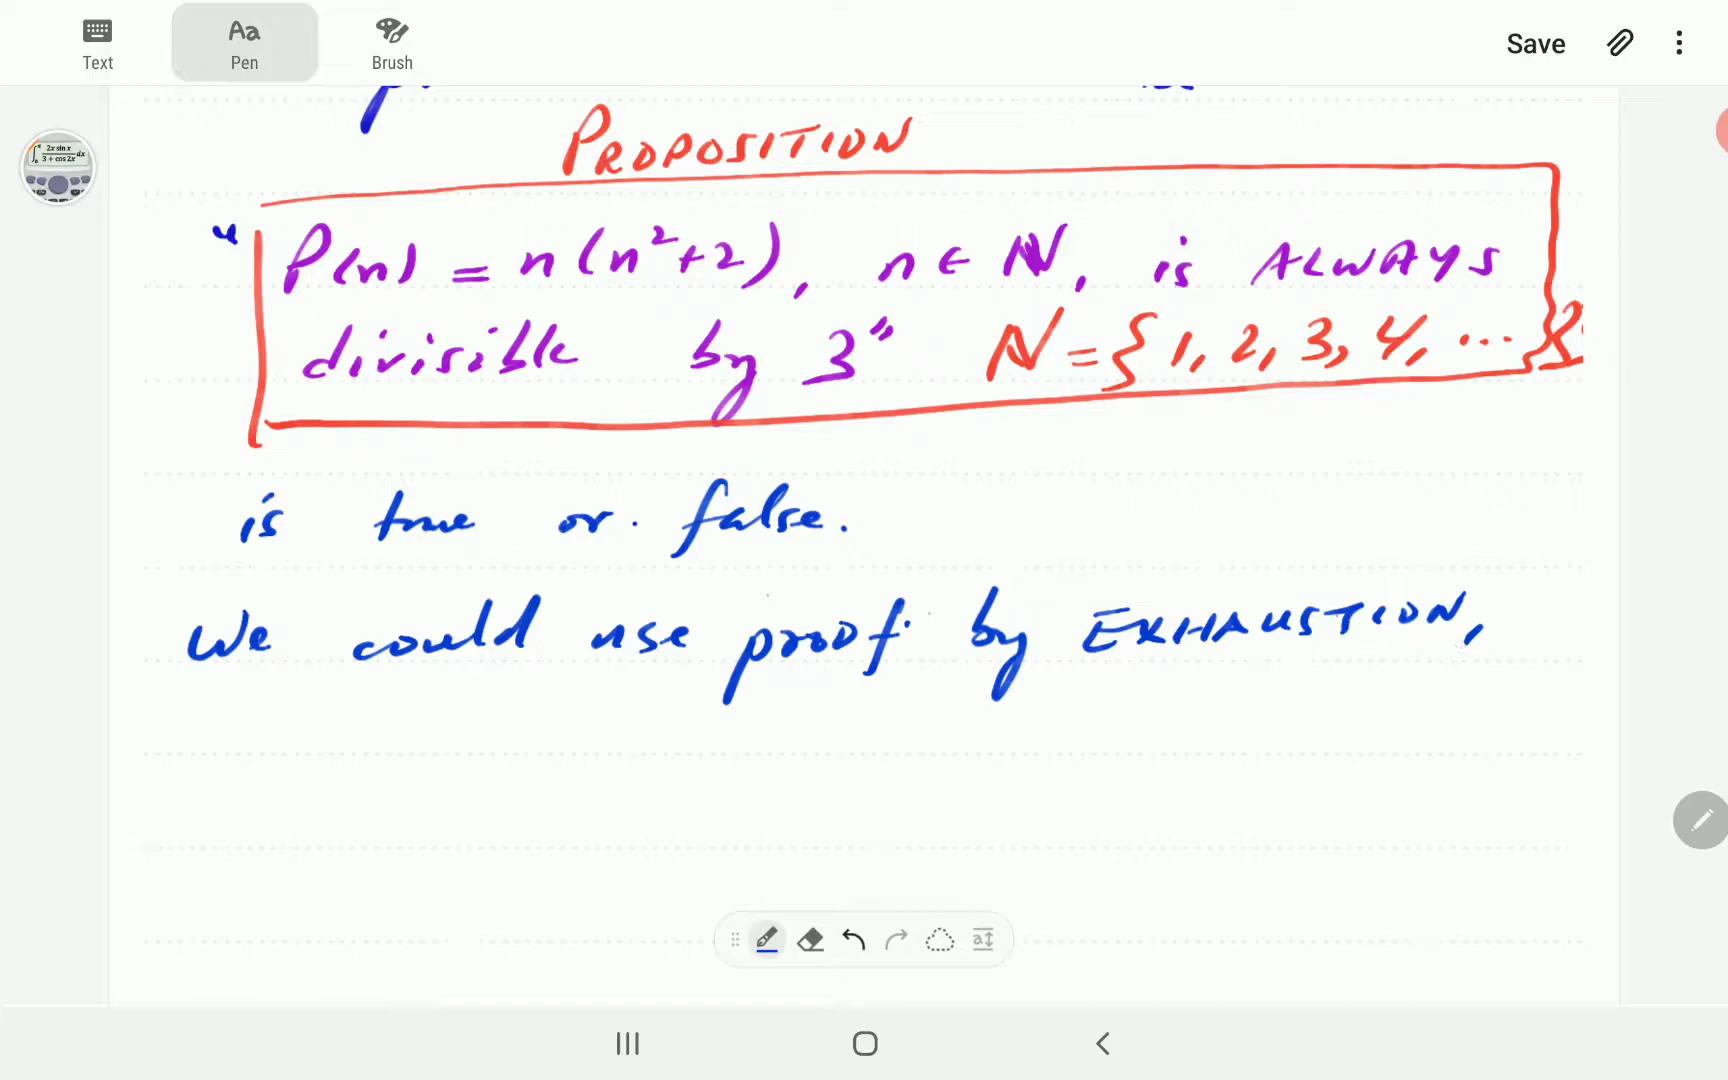 Text
Aa
Pen
Brush
Save
PROPOSITION
"P(n) = n(n²+2), n ∈ N, is ALWAYS
divisible by 3" N = {1, 2, 3, 4, ...}
is true or. false.
We could use proof by EXHAUSTION,